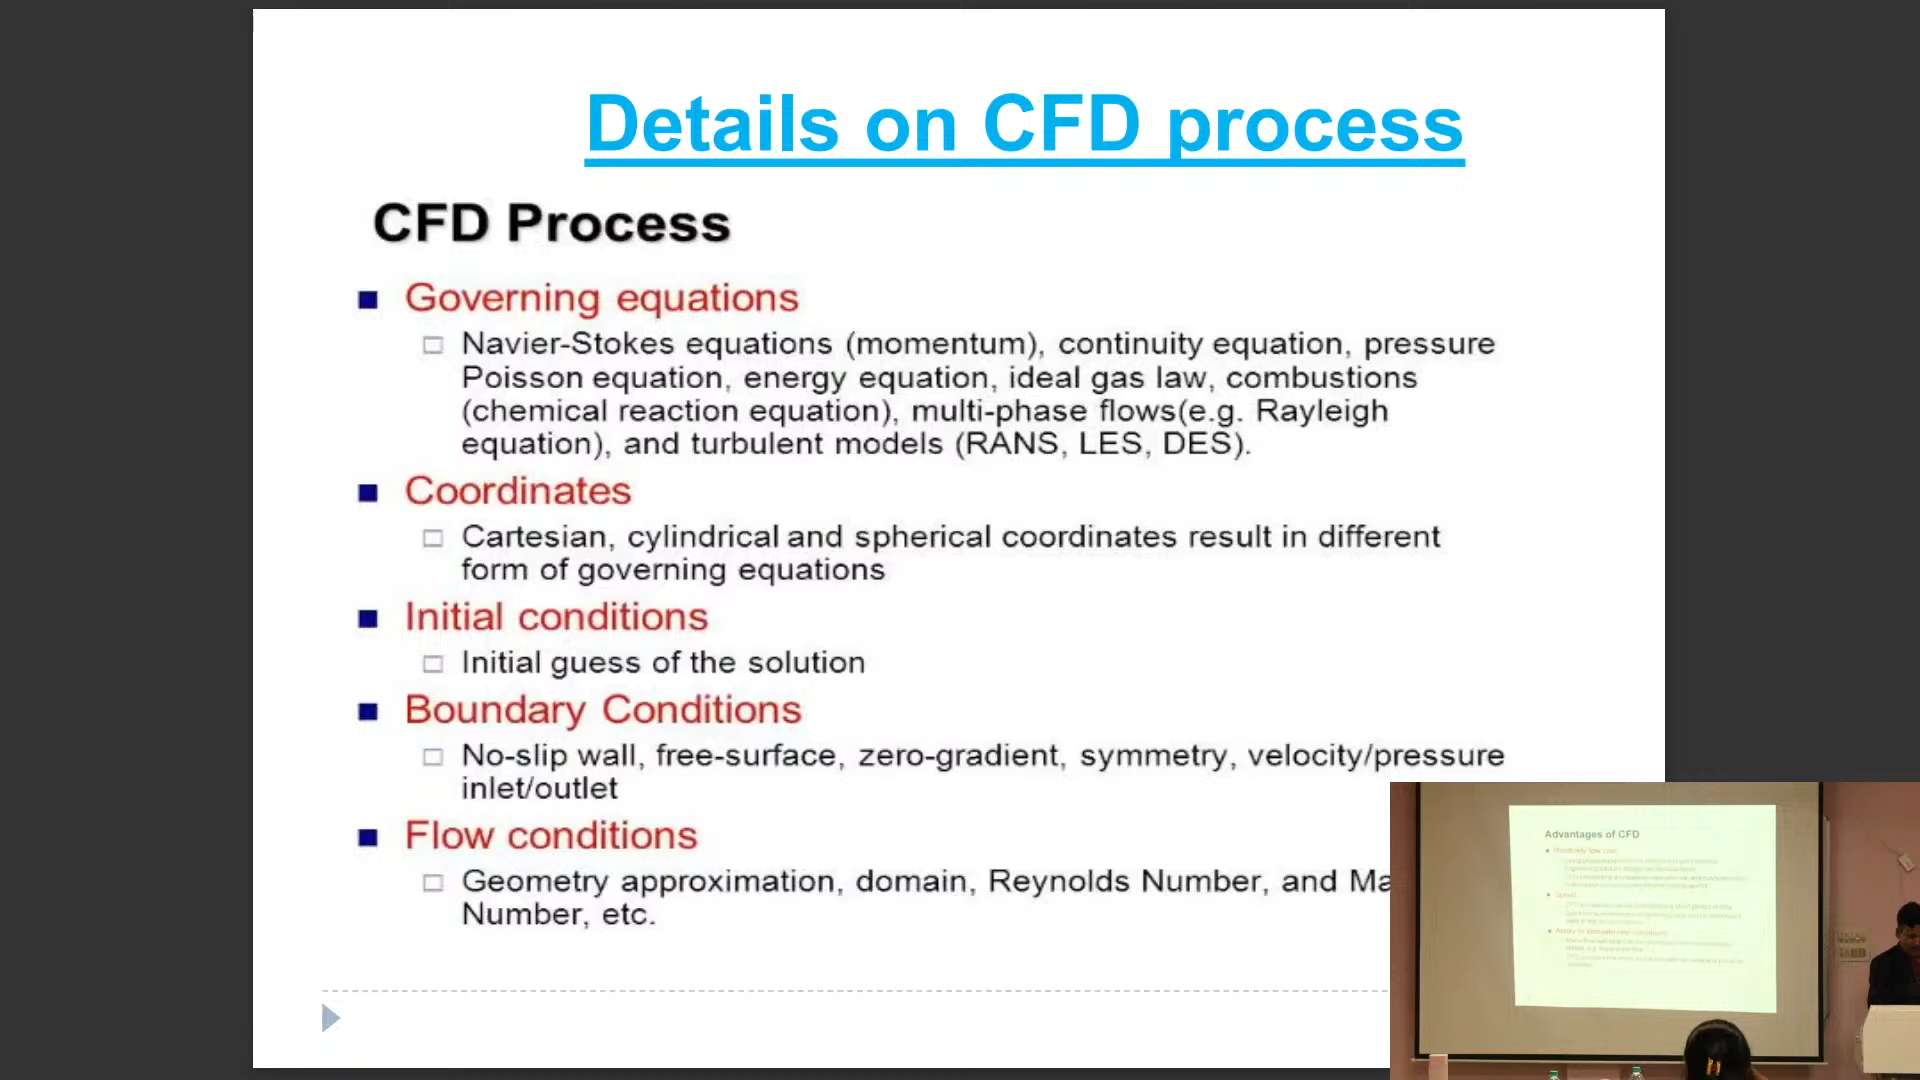 Details on CFD process
CFD Process
Governing equations
Navier-Stokes equations (momentum), continuity equation, pressure
Poisson equation, energy equation, ideal gas law, combustions
(chemical reaction equation), multi-phase flows(e.g. Rayleigh
equation), and turbulent models (RANS, LES, DES).
Coordinates
Cartesian, cylindrical and spherical coordinates result in different
form of governing equations
Initial conditions
Initial guess of the solution
Boundary Conditions
No-slip wall, free-surface, zero-gradient, symmetry, velocity/pressure
inlet/outlet
Flow conditions
Geometry approximation, domain, Reynolds Number, and Ma
Number, etc.
Advantages of CFD